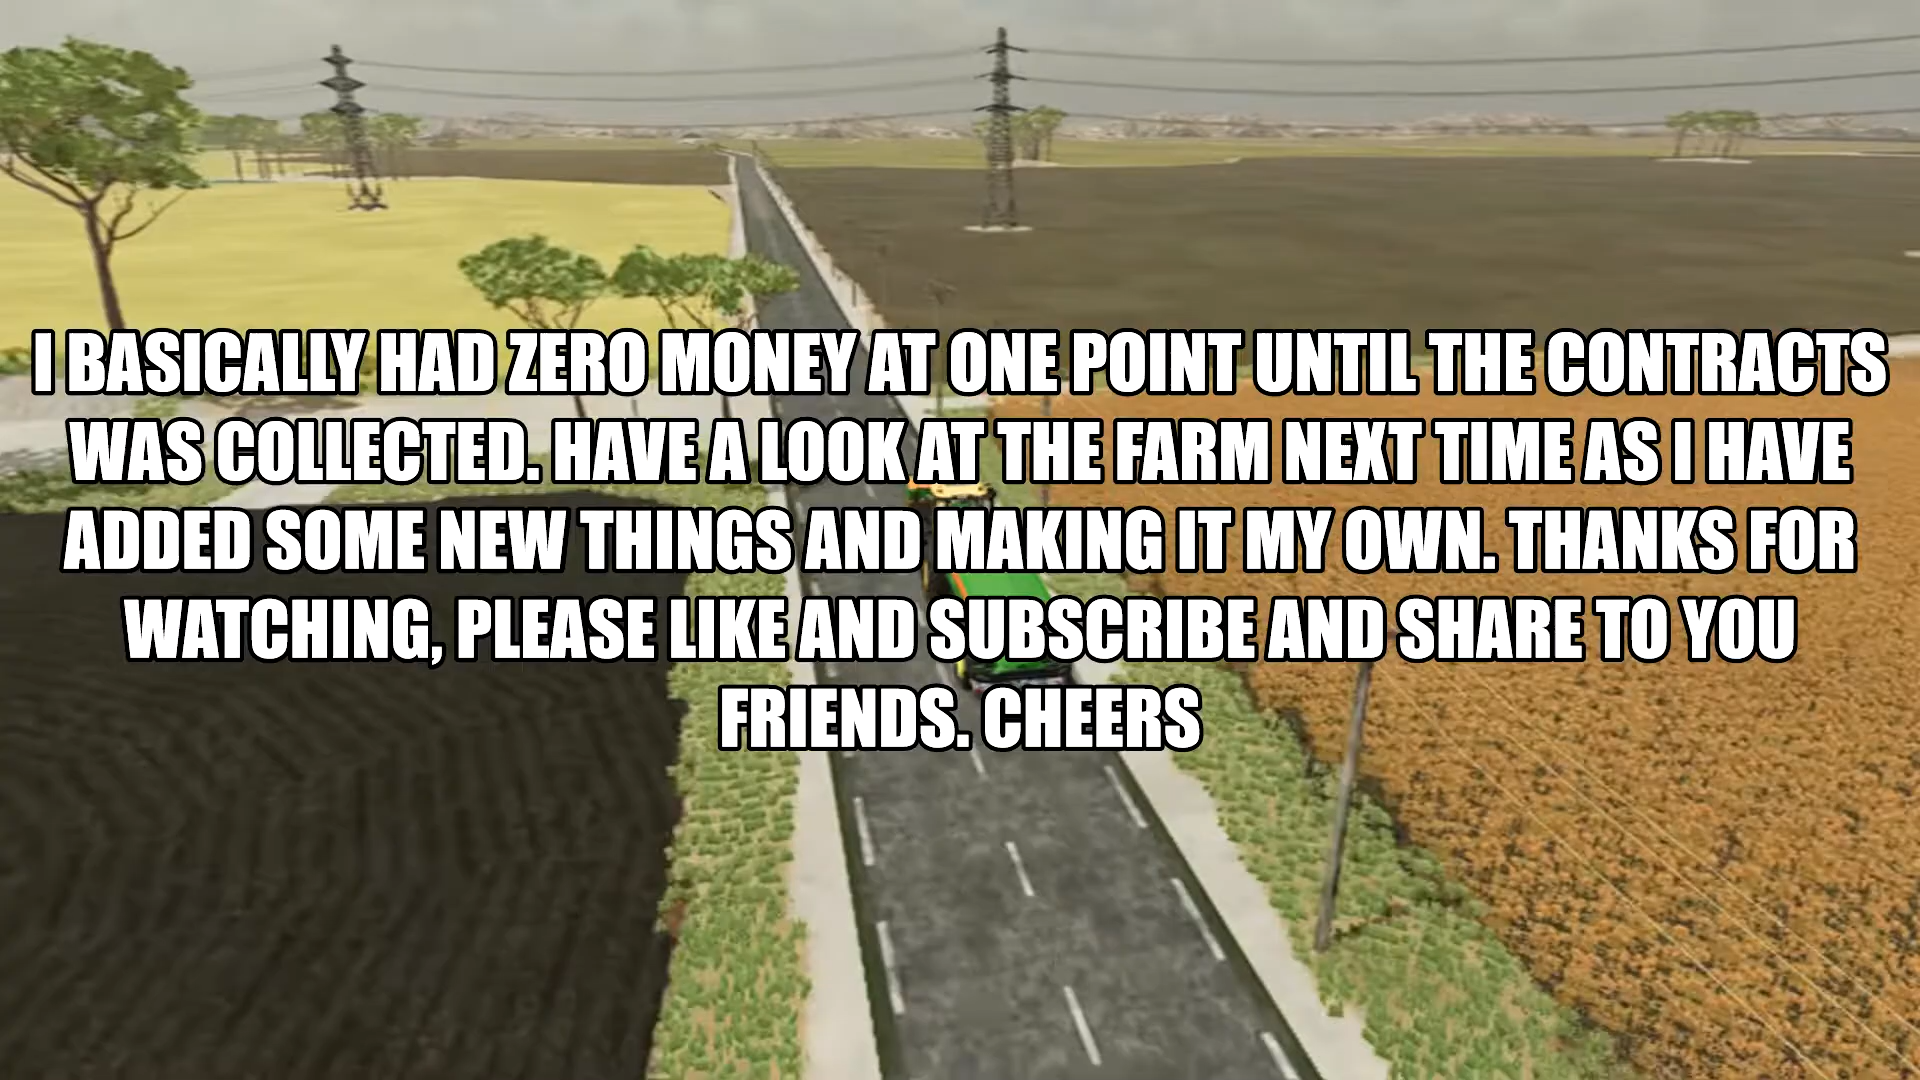 I BASICALLY HAD ZERO MONEY AT ONE POINT UNTIL THE CONTRACTS
WAS COLLECTED. HAVE A LOOK AT THE FARM NEXT TIME AS I HAVE
ADDED SOME NEW THINGS AND MAKING IT MY OWN. THANKS FOR
WATCHING, PLEASE LIKE AND SUBSCRIBE AND SHARE TO YOU
FRIENDS. CHEERS